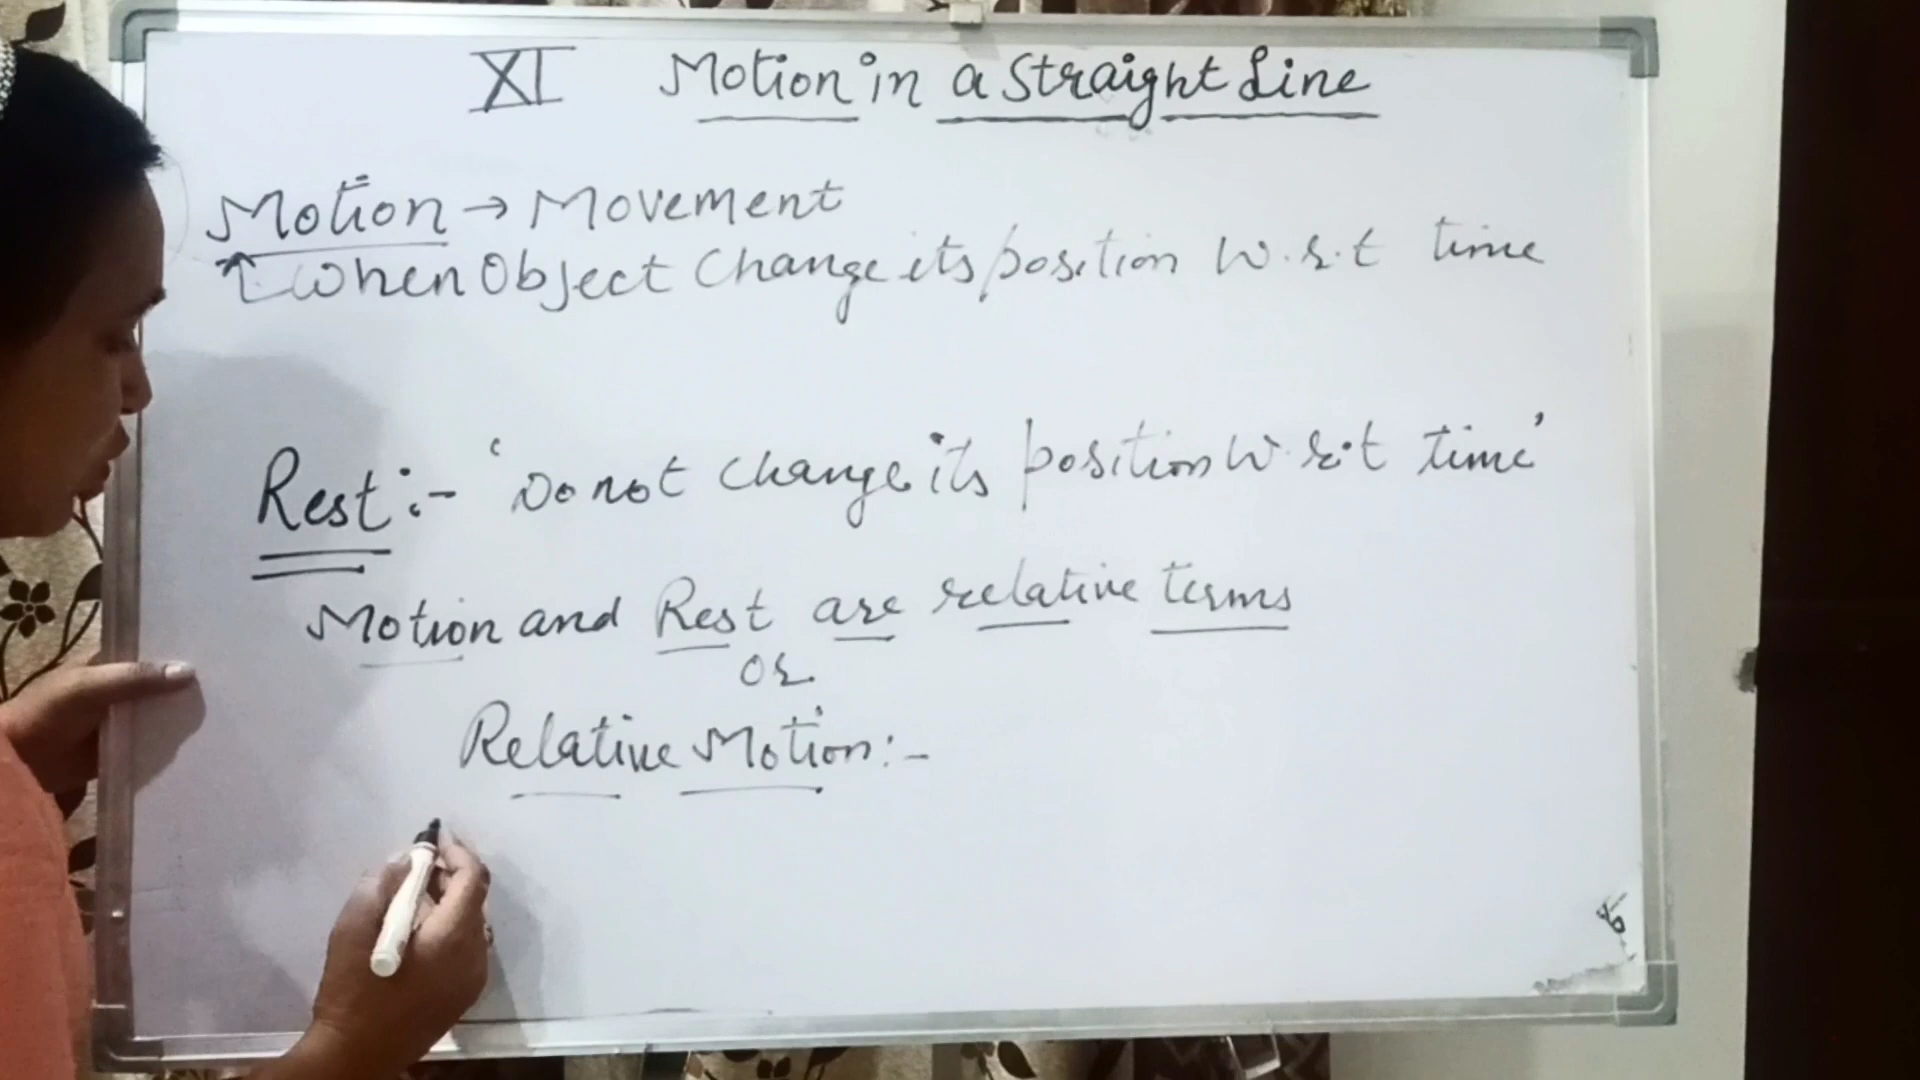 XI Motion in a Straight Line
Motion → Movement
When Object Change its position w.r.t time
Rest :- 'Do not change its position w.r.t time'
Motion and Rest are relative terms
or
Relative Motion :-